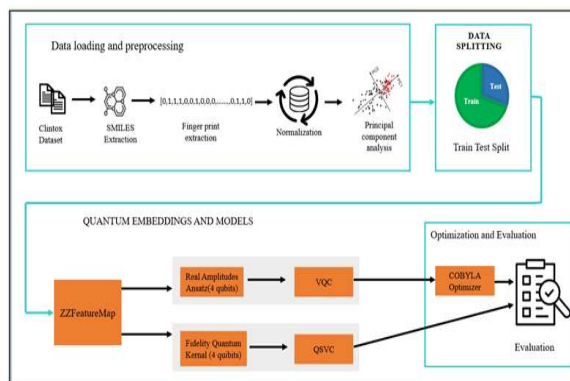 Data loading and preprocessing
Clintox
Dataset
SMILES
Extraction
[0,1,1,1,0,0,1,0,0,0,.......,0,1,1,0]
Finger print
extraction
Normalization
Principal
component
analysis
DATA
SPLITTING
Test
Train
Train Test Split
QUANTUM EMBEDDINGS AND MODELS
ZZFeatureMap
Real Amplitudes
Ansatz(4 qubits)
VQC
Fidelity Quantum
Kernal (4 quibits)
QSVC
Optimization and Evaluation
COBYLA
Optimizer
Evaluation